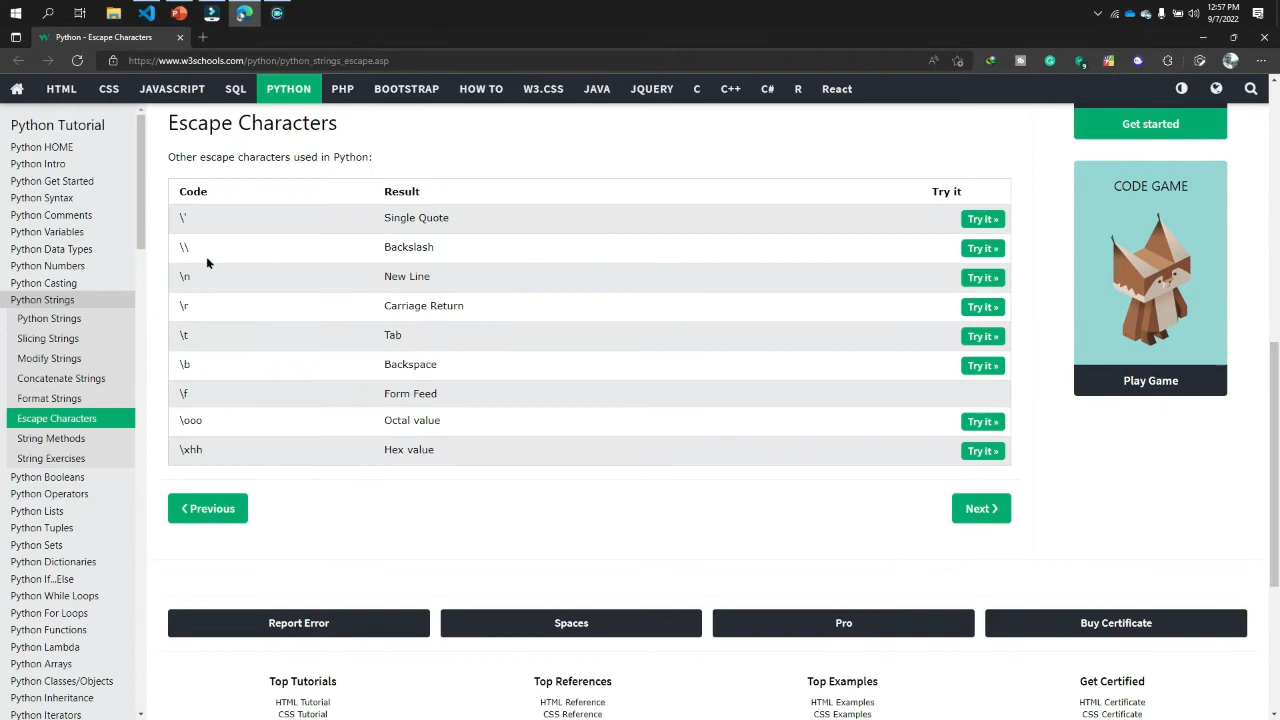 12:57 PM
9/7/2022
Python - Escape Characters
https://www.w3schools.com/python/python_strings_escape.asp
HTML CSS JAVASCRIPT SQL PYTHON PHP BOOTSTRAP HOW TO W3.CSS JAVA JQUERY C C++ C# R React
Python Tutorial
Python HOME
Python Intro
Python Get Started
Python Syntax
Python Comments
Python Variables
Python Data Types
Python Numbers
Python Casting
Python Strings
Python Strings
Slicing Strings
Modify Strings
Concatenate Strings
Format Strings
Escape Characters
String Methods
String Exercises
Python Booleans
Python Operators
Python Lists
Python Tuples
Python Sets
Python Dictionaries
Python If...Else
Python While Loops
Python For Loops
Python Functions
Python Lambda
Python Arrays
Python Classes/Objects
Python Inheritance
Python Iterators
Escape Characters
Other escape characters used in Python:
Code Result Try it
\' Single Quote Try it »
\\ Backslash Try it »
\n New Line Try it »
\r Carriage Return Try it »
\t Tab Try it »
\b Backspace Try it »
\f Form Feed
\ooo Octal value Try it »
\xhh Hex value Try it »
❮ Previous Next ❯
Get started
CODE GAME
Play Game
Report Error Spaces Pro Buy Certificate
Top Tutorials Top References Top Examples Get Certified
HTML Tutorial HTML Reference HTML Examples HTML Certificate
CSS Tutorial CSS Reference CSS Examples CSS Certificate